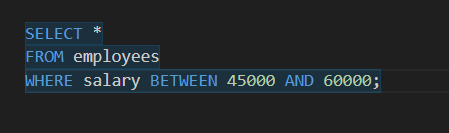 SELECT *
FROM employees
WHERE salary BETWEEN 45000 AND 60000;